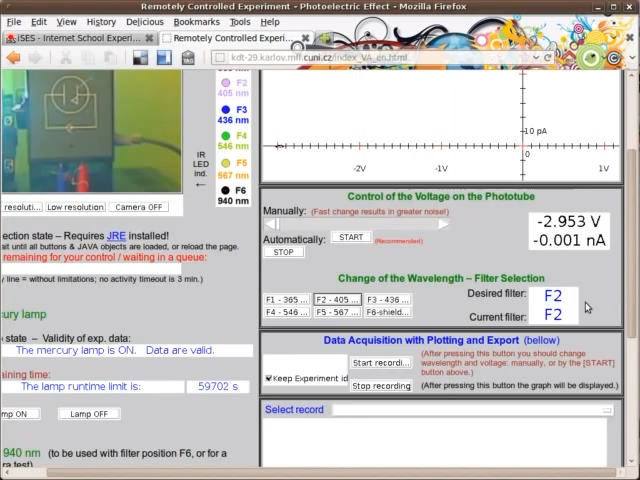 Remotely Controlled Experiment - Photoelectric Effect - Mozilla Firefox
File Edit View History Delicious Bookmarks Tools Help
iSES - Internet School Experi...
Remotely Controlled Experiment...
kdt-29.karlov.mff.cuni.cz/index_VA_en.html
F2
405 nm
F3
436 nm
F4
546 nm
F5
567 nm
F6
940 nm
IR
LED
ind.
←
10 pA
0
-2V
-1V
1V
resoluti...
Low resolution
Camera OFF
ection state – Requires JRE installed!
ait until all buttons & JAVA objects are loaded, or reload the page.
remaining for your control / waiting in a queue:
y line = without limitations; no activity timeout is 3 min.)
cury lamp
state – Validity of exp. data:
The mercury lamp is ON. Data are valid.
aining time:
The lamp runtime limit is:
59702 s
mp ON
Lamp OFF
940 nm (to be used with filter position F6, or for a
ra test)
Control of the Voltage on the Phototube
Manually: (Fast change results in greater noise!)
Automatically: START (Recommended)
STOP
-2.953 V
-0.001 nA
Change of the Wavelength – Filter Selection
F1 - 365 ...
F2 - 405 ...
F3 - 436 ...
F4 - 546 ...
F5 - 567 ...
F6-shield...
Desired filter: F2
Current filter: F2
Data Acquisition with Plotting and Export (bellow)
Keep Experiment id
Start recordi...
(After pressing this button you should change
wavelength and voltage: manually, or by the [START]
button above.)
Stop recording
(After pressing this button the graph will be displayed.)
Select record